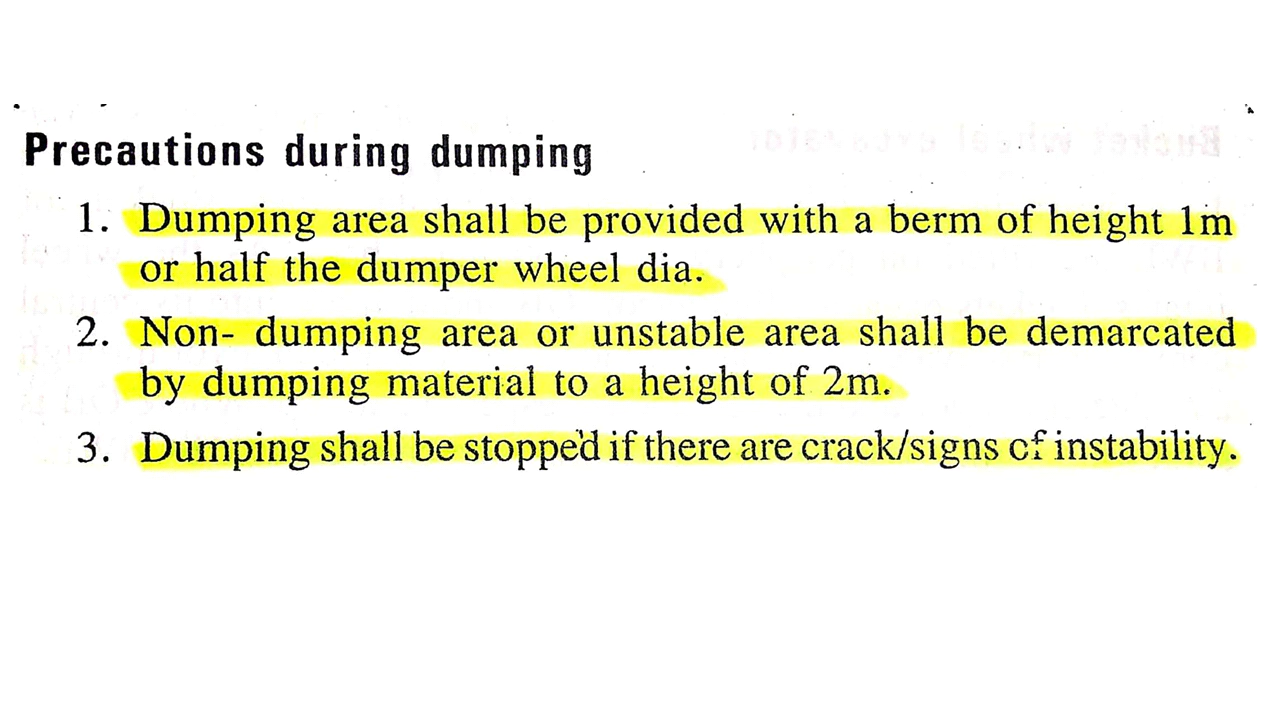 Precautions during dumping
1. Dumping area shall be provided with a berm of height 1m
or half the dumper wheel dia.
2. Non- dumping area or unstable area shall be demarcated
by dumping material to a height of 2m.
3. Dumping shall be stopped if there are crack/signs of instability.